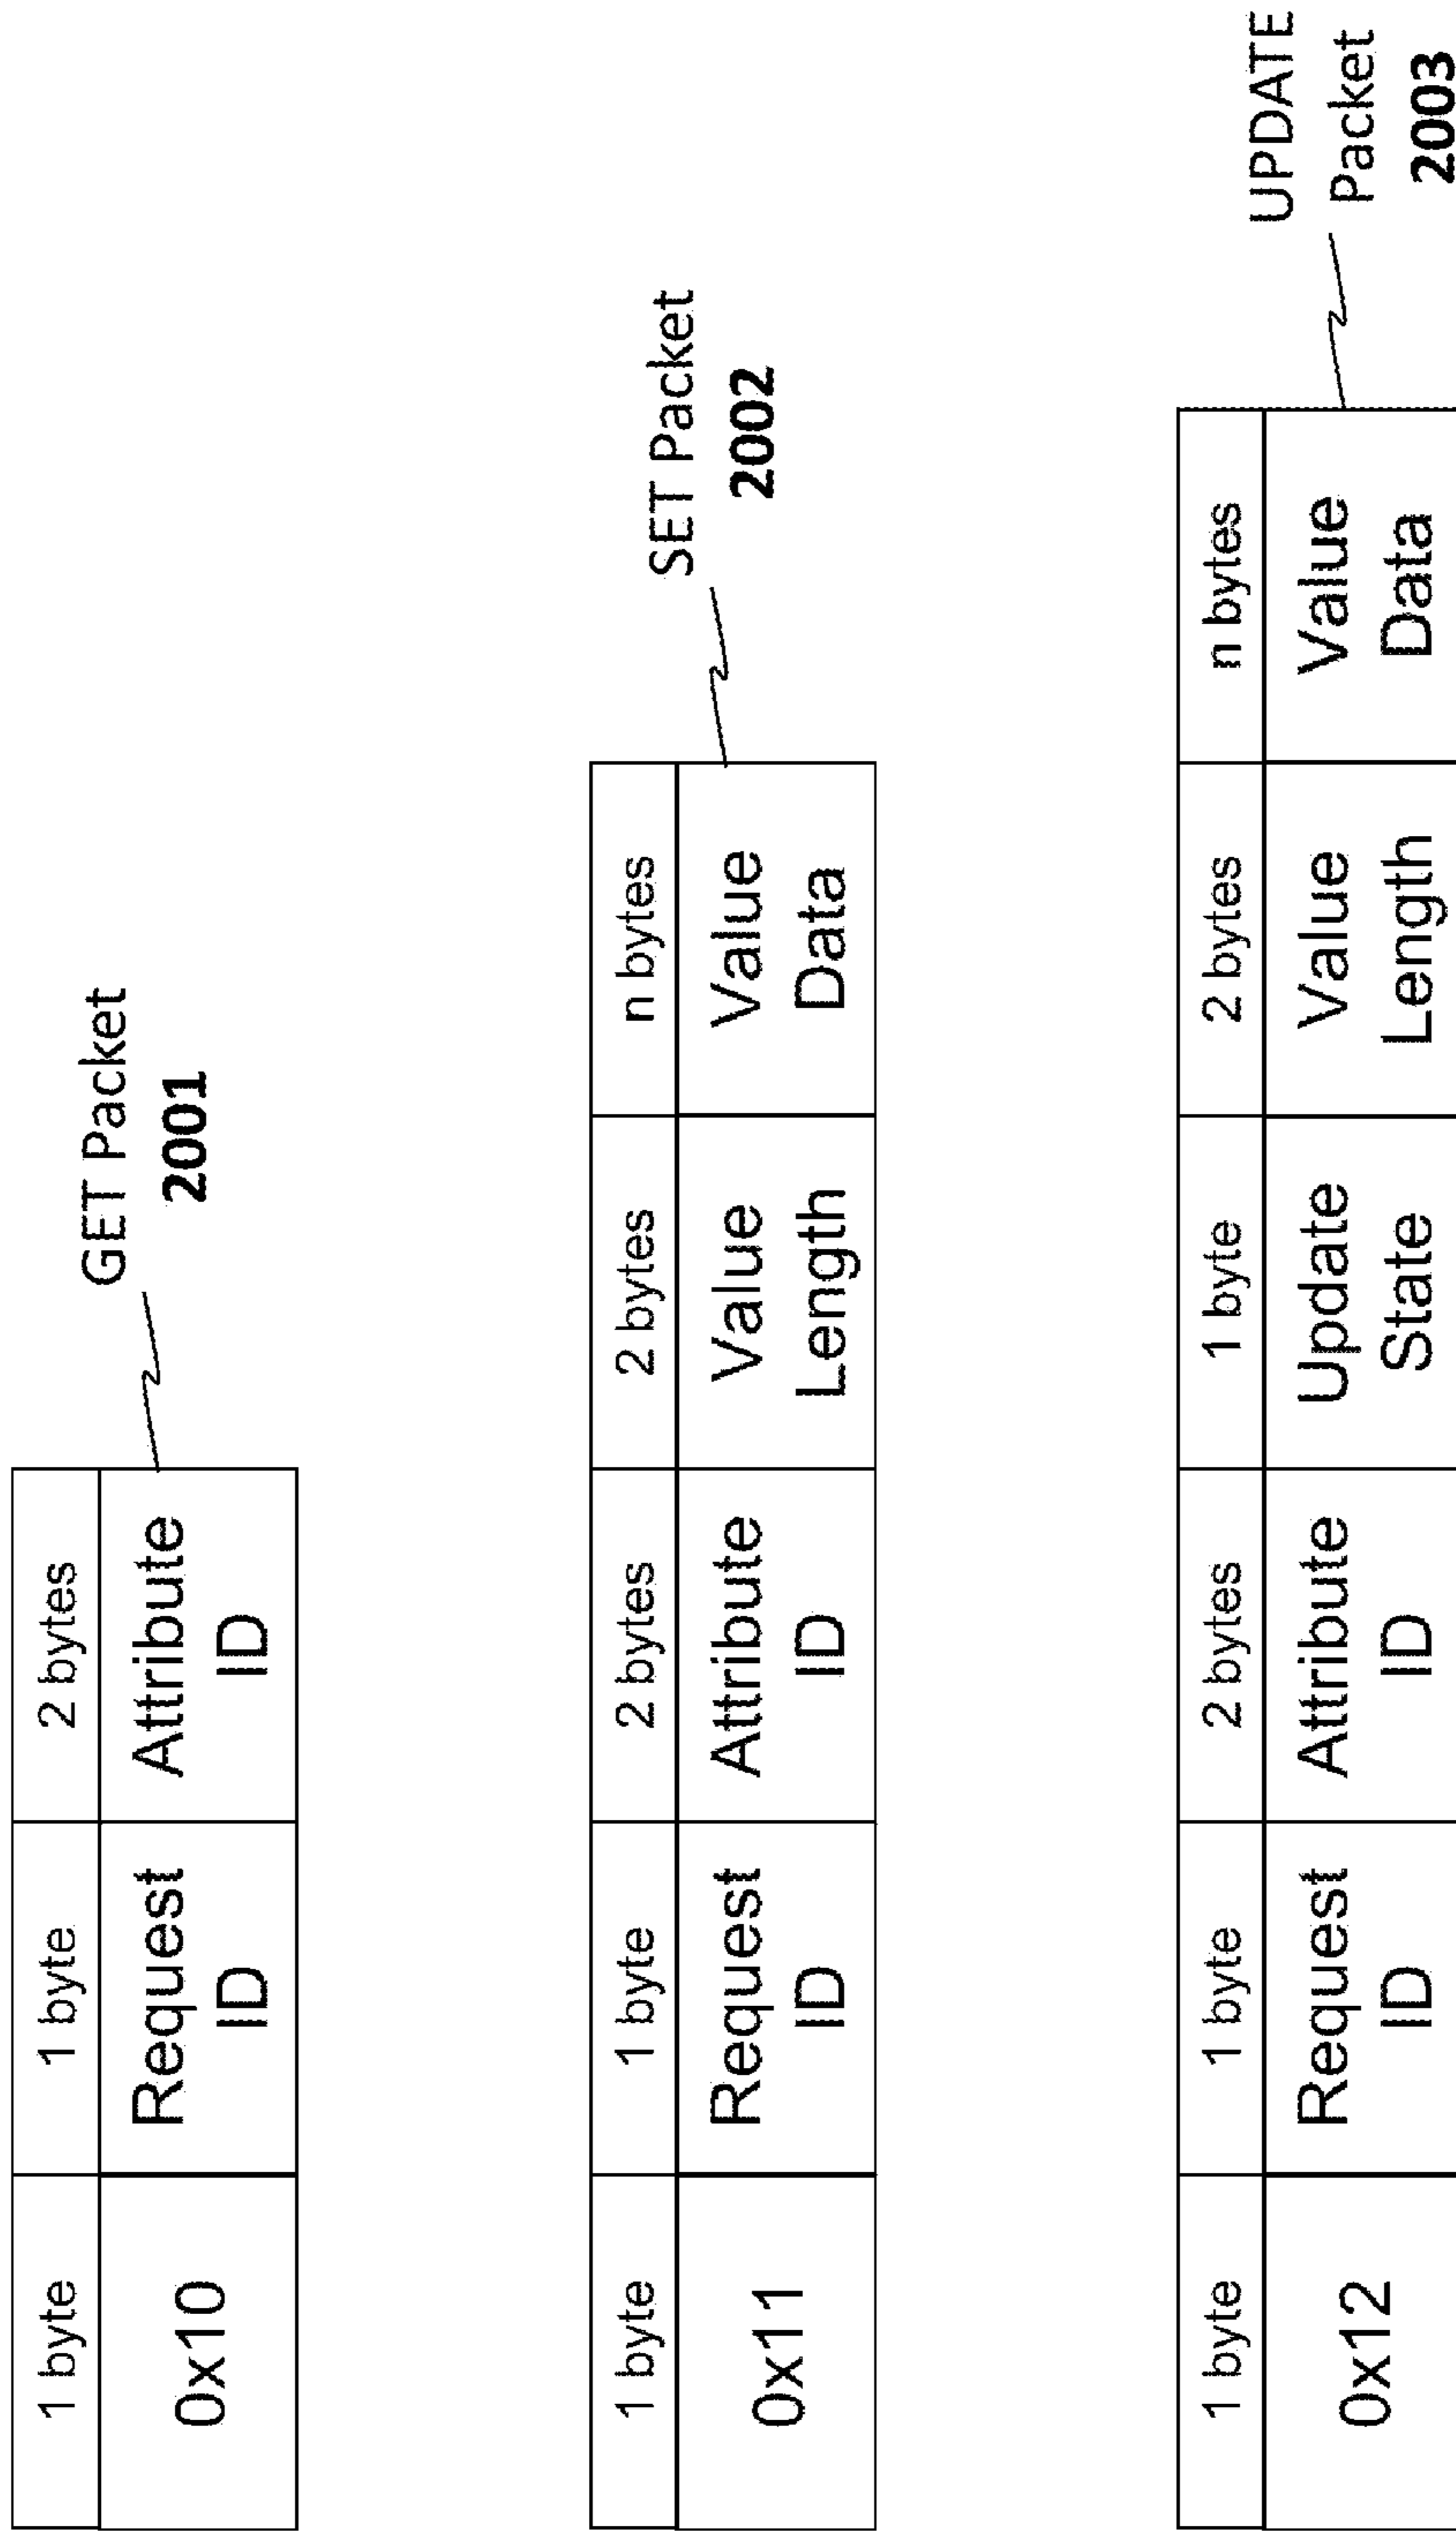 1 byte 1 byte 2 bytes
0x10 Request ID Attribute ID
GET Packet
2001
1 byte 1 byte 2 bytes 2 bytes n bytes
0x11 Request ID Attribute ID Value Length Value Data
SET Packet
2002
1 byte 1 byte 2 bytes 1 byte 2 bytes n bytes
0x12 Request ID Attribute ID Update State Value Length Value Data
UPDATE
Packet
2003